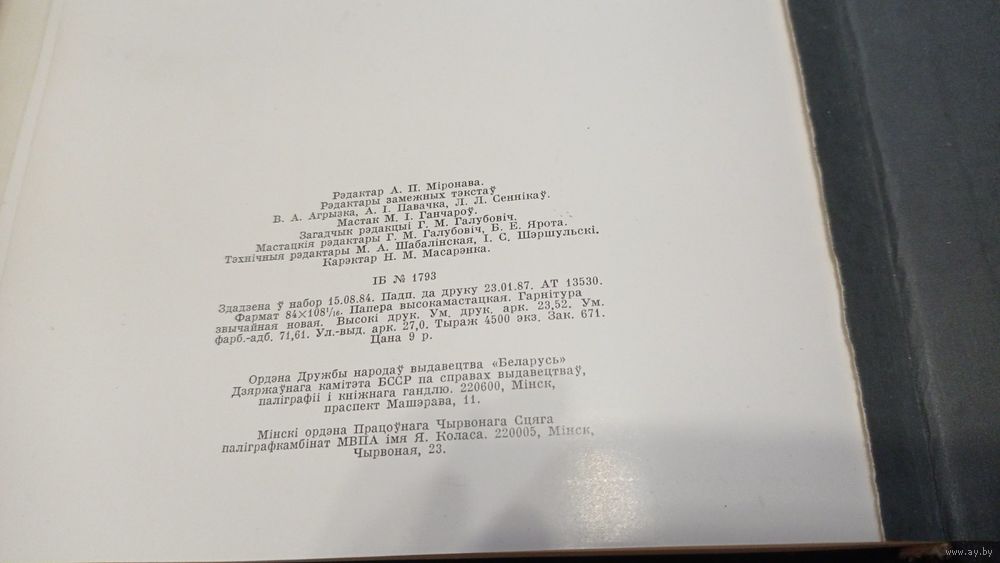 Рэдактар А. П. Міронава.
Рэдактары замежных тэкстаў
В. А. Агрызка, А. І. Павачка, Л. Л. Сеннікаў.
Мастак М. І. Ганчароў.
Загадчык рэдакцыі Г. М. Галубовіч.
Мастацкія рэдактары Г. М. Галубовіч, Б. Е. Ярота.
Тэхнічныя рэдактары М. А. Шабалінская, І. С. Шэршульскі.
Карэктар Н. М. Масарэнка.
ІБ № 1793
Здадзена ў набор 15.08.84. Падп. да друку 23.01.87. АТ 13530.
Фармат 84×108¹/₁₆. Папера высокамастацкая. Гарнітура
звычайная новая. Высокі друк. Ум. друк. арк. 23,52. Ум.
фарб.-адб. 71,61. Ул.-выд. арк. 27,0. Тыраж 4500 экз. Зак. 671.
Цана 9 р.
Ордэна Дружбы народаў выдавецтва «Беларусь»
Дзяржаўнага камітэта БССР па справах выдавецтваў,
паліграфіі і кніжнага гандлю. 220600, Мінск,
праспект Машэрава, 11.
Мінскі ордэна Працоўнага Чырвонага Сцяга
паліграфкамбінат МВПА імя Я. Коласа. 220005, Мінск,
Чырвоная, 23.
www.ay.by